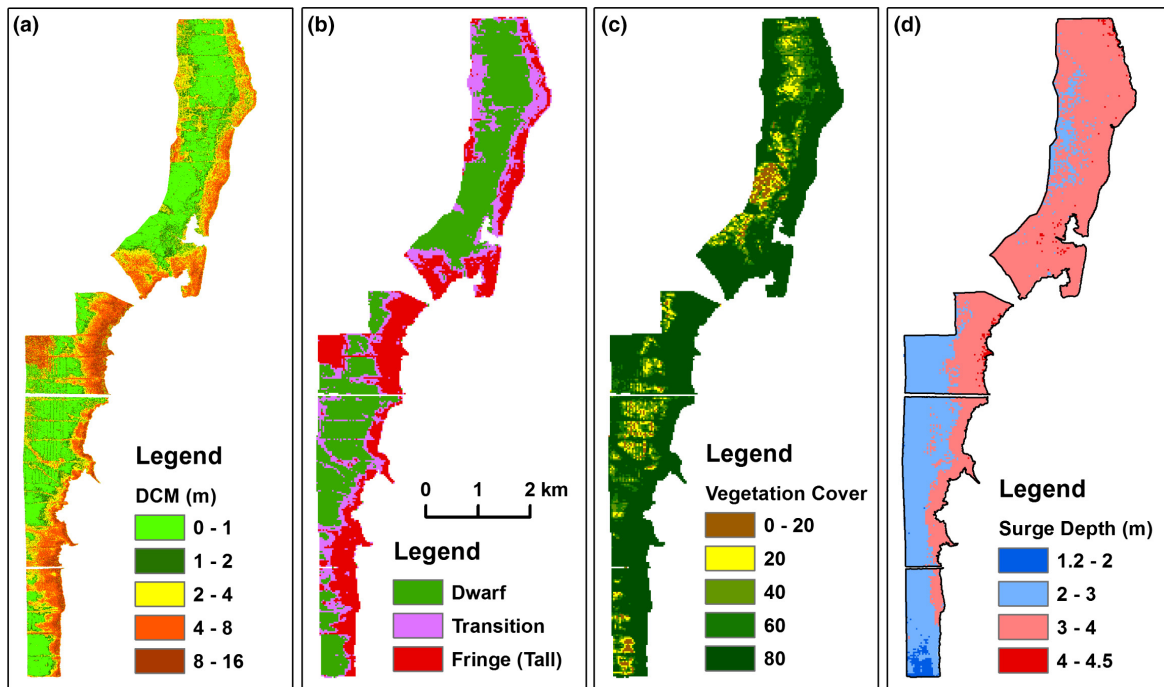 (a)
Legend
DCM (m)
0 - 1
1 - 2
2 - 4
4 - 8
8 - 16
(b)
0 1 2 km
Legend
Dwarf
Transition
Fringe (Tall)
(c)
Legend
Vegetation Cover
0 - 20
20
40
60
80
(d)
Legend
Surge Depth (m)
1.2 - 2
2 - 3
3 - 4
4 - 4.5